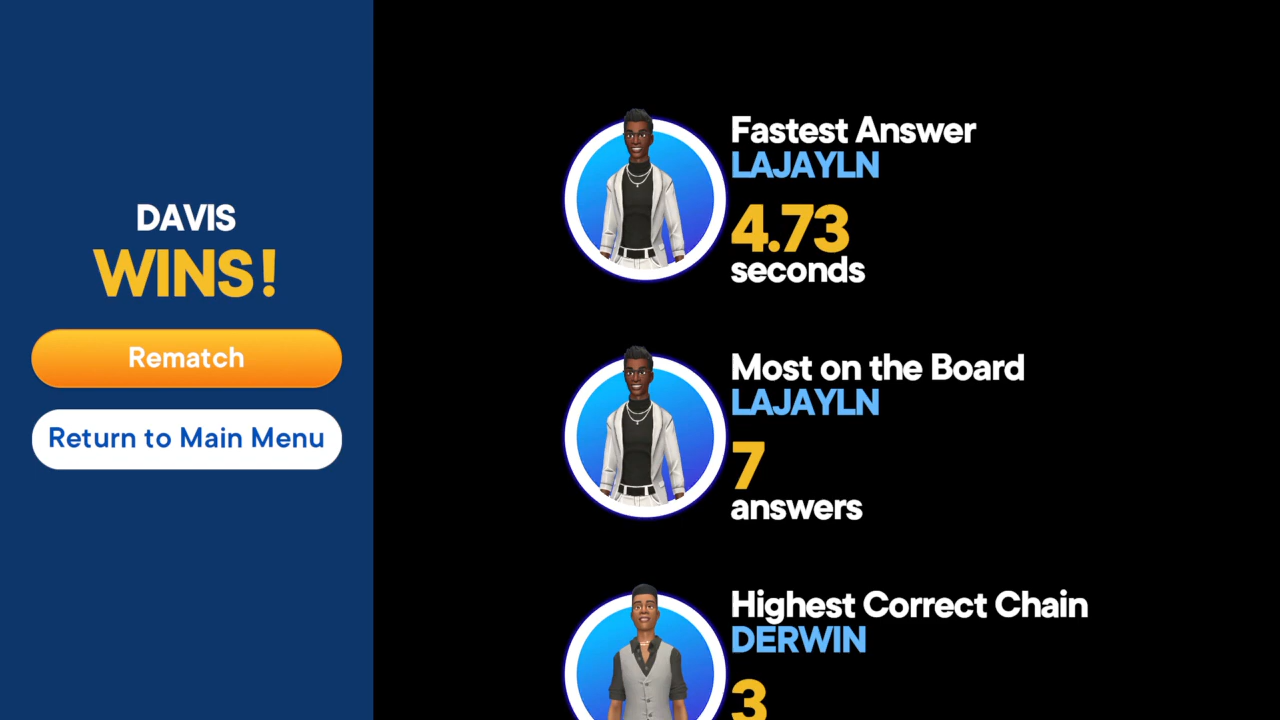 DAVIS
WINS!
Rematch
Return to Main Menu
Fastest Answer
LAJAYLN
4.73
seconds
Most on the Board
LAJAYLN
7
answers
Highest Correct Chain
DERWIN
3